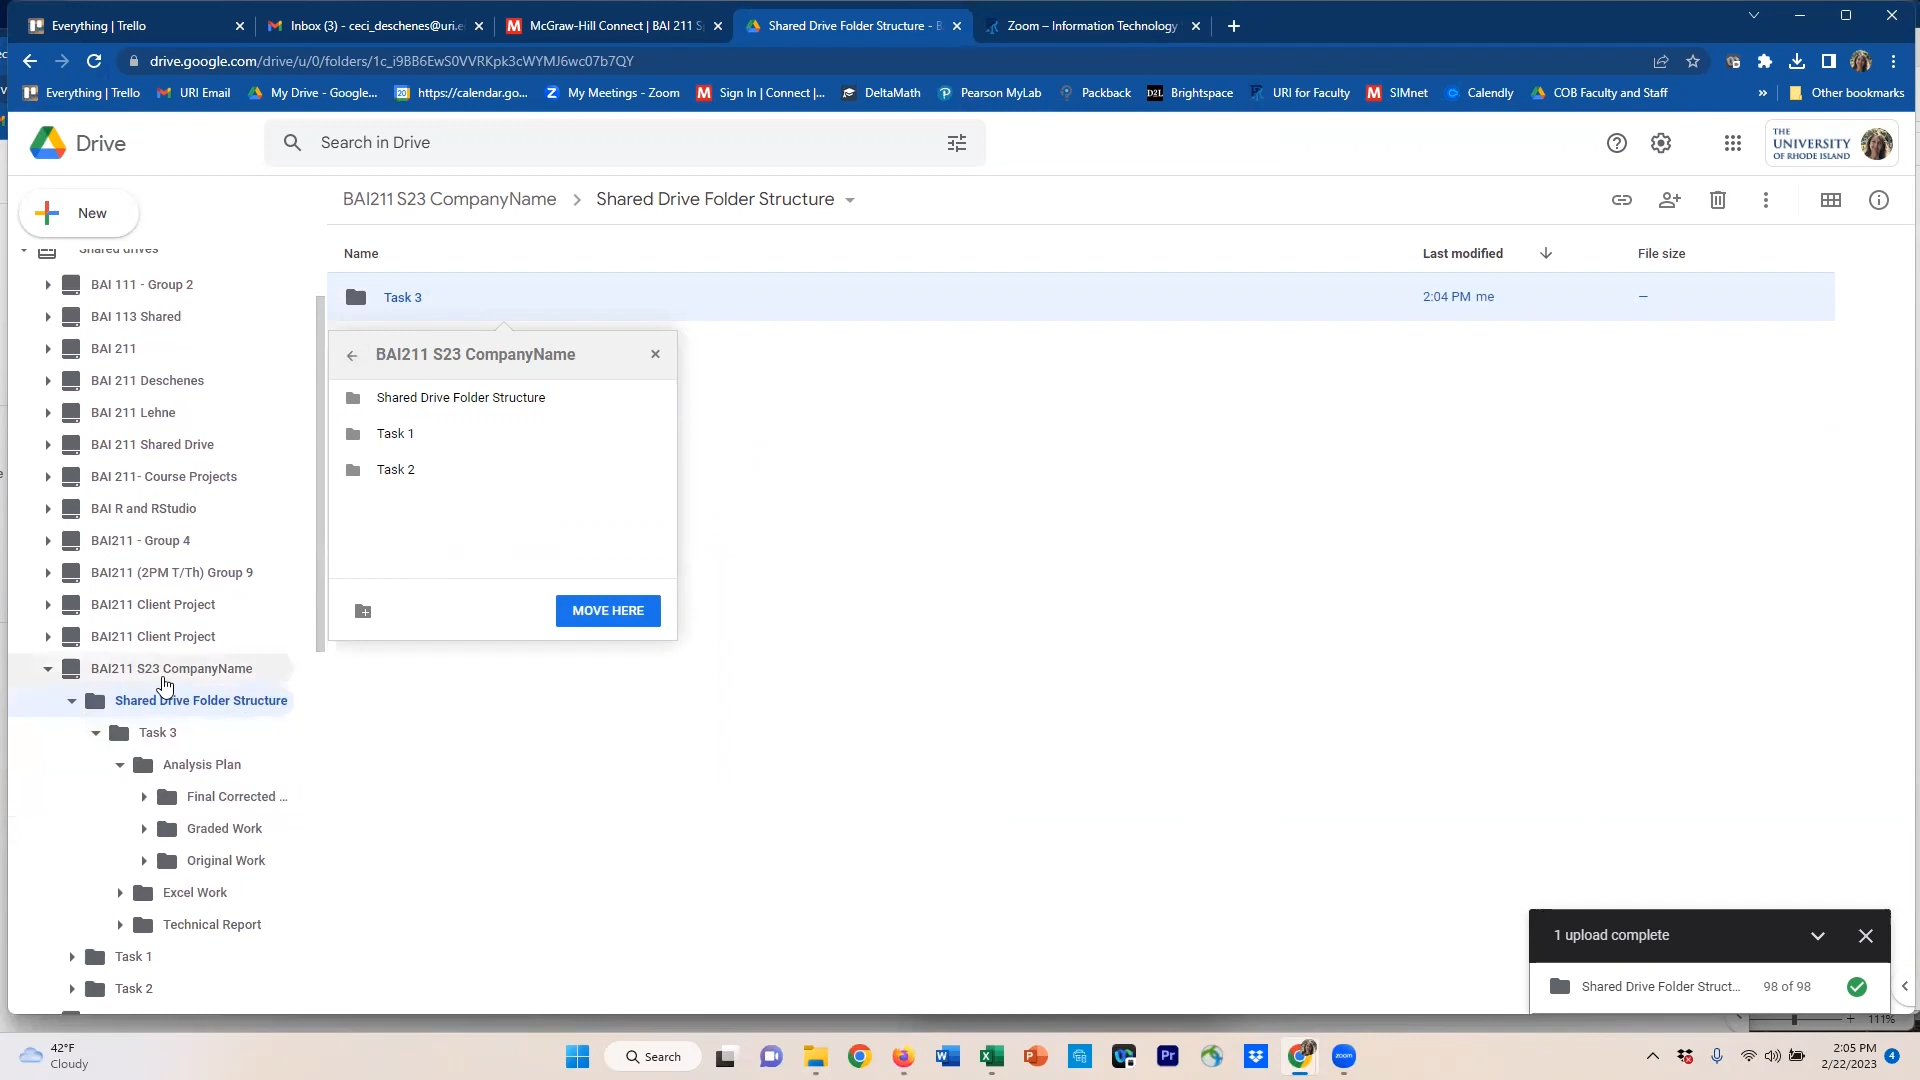 Everything | Trello
Inbox (3) - ceci_deschenes@uri.e
McGraw-Hill Connect | BAI 211 S
Shared Drive Folder Structure - B
Zoom – Information Technology
drive.google.com/drive/u/0/folders/1c_i9BB6EwS0VVRKpk3cWYMJ6wc07b7QY
Everything | Trello
URI Email
My Drive - Google...
https://calendar.go...
My Meetings - Zoom
Sign In | Connect |...
DeltaMath
Pearson MyLab
Packback
Brightspace
URI for Faculty
SIMnet
Calendly
COB Faculty and Staff
»
Other bookmarks
Drive
Search in Drive
THE
UNIVERSITY
OF RHODE ISLAND
New
BAI211 S23 CompanyName > Shared Drive Folder Structure
Shared drives
Name
Last modified
File size
BAI 111 - Group 2
Task 3
2:04 PM me
—
BAI 113 Shared
BAI 211
BAI 211 Deschenes
BAI 211 Lehne
BAI 211 Shared Drive
BAI 211- Course Projects
BAI R and RStudio
BAI211 - Group 4
BAI211 (2PM T/Th) Group 9
BAI211 Client Project
BAI211 Client Project
BAI211 S23 CompanyName
Shared Drive Folder Structure
Task 3
Analysis Plan
Final Corrected ...
Graded Work
Original Work
Excel Work
Technical Report
Task 1
Task 2
BAI211 S23 CompanyName
Shared Drive Folder Structure
Task 1
Task 2
MOVE HERE
1 upload complete
Shared Drive Folder Struct...
98 of 98
111%
42°F
Cloudy
Search
zoom
2:05 PM
2/22/2023
4